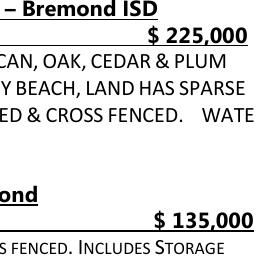 – Bremond ISD
$ 225,000
CAN, OAK, CEDAR & PLUM
Y BEACH, LAND HAS SPARSE
ED & CROSS FENCED. WATE
ond
$ 135,000
S FENCED. INCLUDES STORAGE